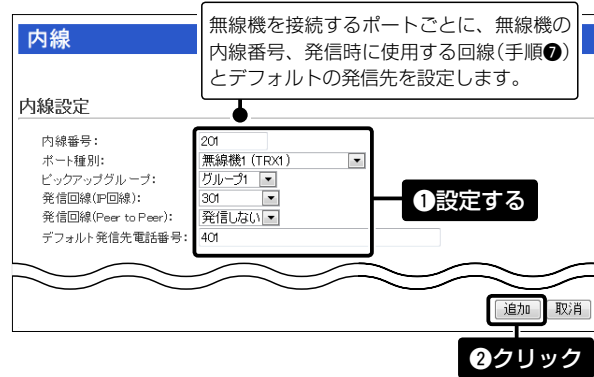 内線
無線機を接続するポートごとに、無線機の
内線番号、発信時に使用する回線(手順❼)
とデフォルトの発信先を設定します。
内線設定
内線番号: 201
ポート種別: 無線機1 (TRX1)
ピックアップグループ: グループ1
発信回線(IP回線): 301
発信回線(Peer to Peer): 発信しない
デフォルト発信先電話番号: 401
❶設定する
追加 取消
❷クリック